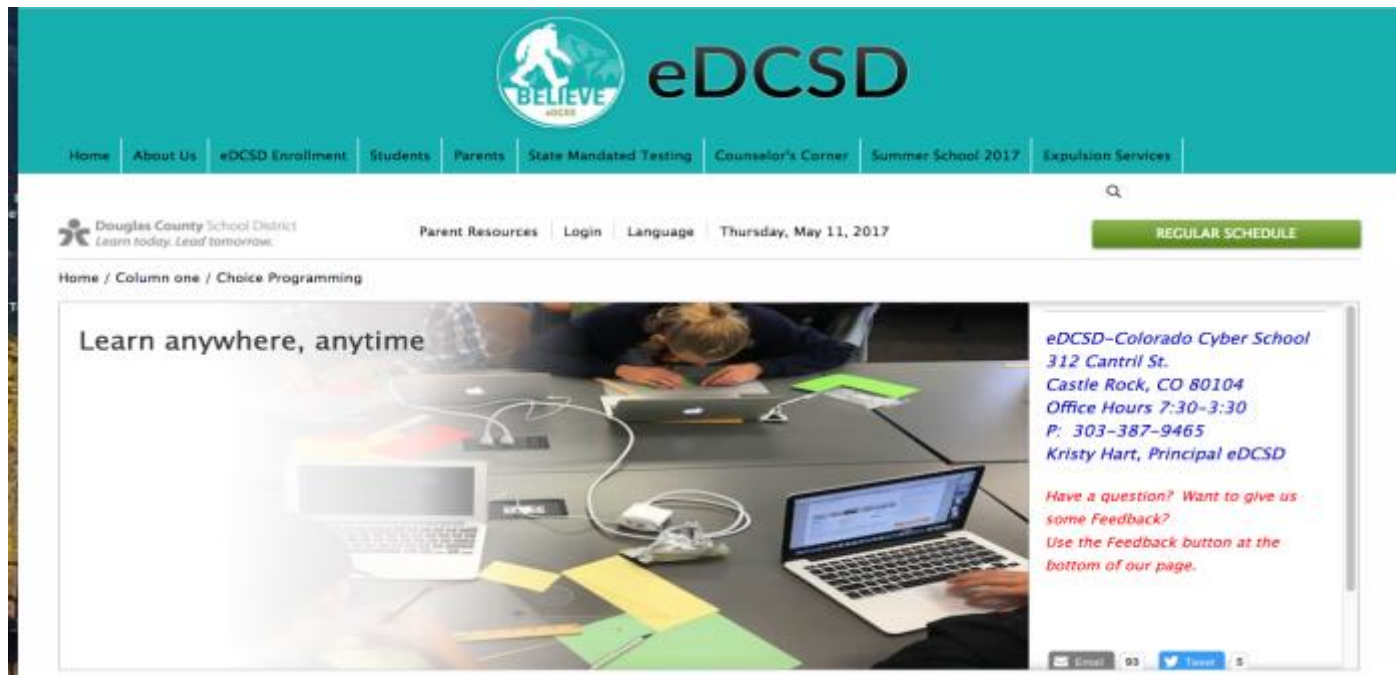 BELIEVE
eDCSD
eDCSD
Home About Us eDCSD Enrollment Students Parents State Mandated Testing Counselor's Corner Summer School 2017 Expulsion Services
Douglas County School District
Learn today. Lead tomorrow.
Parent Resources Login Language Thursday, May 11, 2017
REGULAR SCHEDULE
Home / Column one / Choice Programming
Learn anywhere, anytime
eDCSD-Colorado Cyber School
312 Cantril St.
Castle Rock, CO 80104
Office Hours 7:30-3:30
P: 303-387-9465
Kristy Hart, Principal eDCSD
Have a question? Want to give us
some Feedback?
Use the Feedback button at the
bottom of our page.
Email 93 Tweet 5